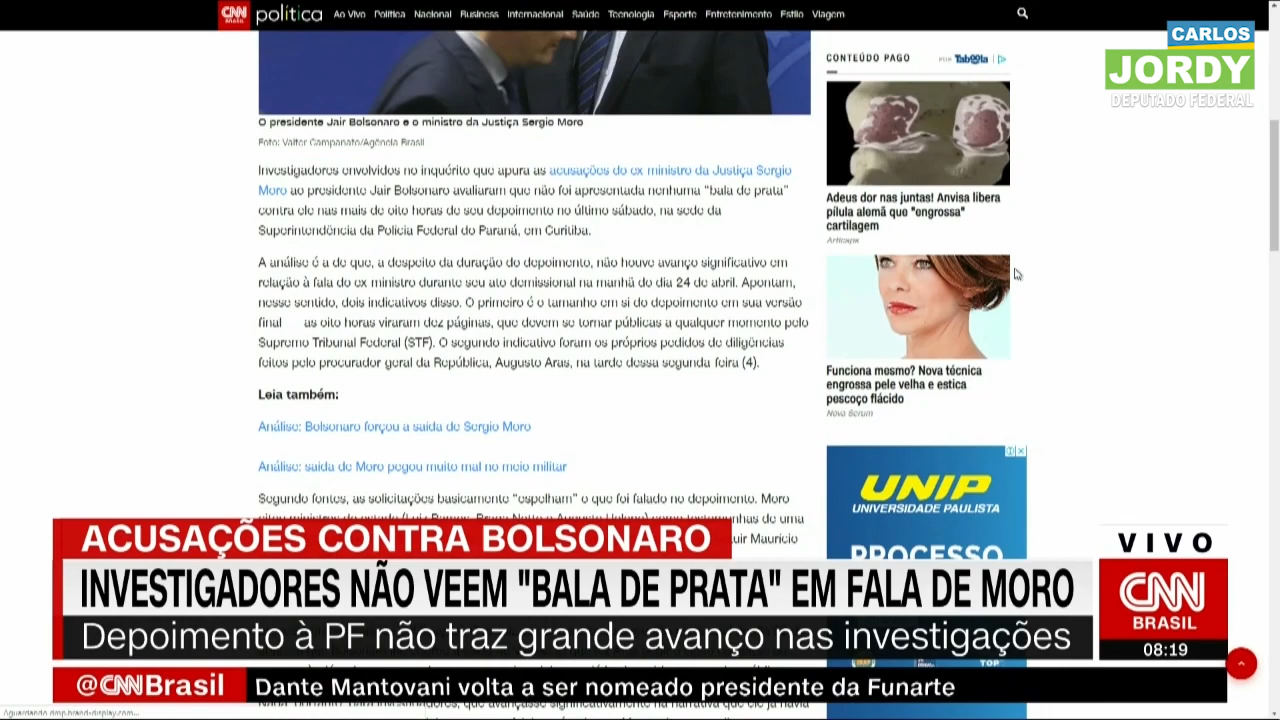 CNN
BRASIL
política
Ao Vivo Política Nacional Business Internacional Saúde Tecnologia Esporte Entretenimento Estilo Viagem
CARLOS
JORDY
DEPUTADO FEDERAL
O presidente Jair Bolsonaro e o ministro da Justiça Sergio Moro
Foto: Valter Campanato/Agência Brasil
Investigadores envolvidos no inquérito que apura as acusações do ex ministro da Justiça Sergio
Moro ao presidente Jair Bolsonaro avaliaram que não foi apresentada nenhuma "bala de prata"
contra ele nas mais de oito horas de seu depoimento no último sábado, na sede da
Superintendência da Polícia Federal do Paraná, em Curitiba.
A análise é a de que, a despeito da duração do depoimento, não houve avanço significativo em
relação à fala do ex ministro durante seu ato demissional na manhã do dia 24 de abril. Apontam,
nesse sentido, dois indicativos disso. O primeiro é o tamanho em si do depoimento em sua versão
final as oito horas viraram dez páginas, que devem se tornar públicas a qualquer momento pelo
Supremo Tribunal Federal (STF). O segundo indicativo foram os próprios pedidos de diligências
feitos pelo procurador geral da República, Augusto Aras, na tarde dessa segunda feira (4).
Leia também:
Análise: Bolsonaro forçou a saída de Sergio Moro
Análise: saída de Moro pegou muito mal no meio militar
Segundo fontes, as solicitações basicamente "espelham" o que foi falado no depoimento. Moro
CONTEÚDO PAGO
POR Taboola
Adeus dor nas juntas! Anvisa libera
pílula alemã que "engrossa"
cartilagem
Articaps
Funciona mesmo? Nova técnica
engrossa pele velha e estica
pescoço flácido
Nova Serum
UNIP
UNIVERSIDADE PAULISTA
PROCESSO
ACUSAÇÕES CONTRA BOLSONARO
INVESTIGADORES NÃO VEEM "BALA DE PRATA" EM FALA DE MORO
Depoimento à PF não traz grande avanço nas investigações
VIVO
CNN
BRASIL
08:19
@CNNBrasil
Dante Mantovani volta a ser nomeado presidente da Funarte
TOP
Aguardando dmp.brand-display.com...